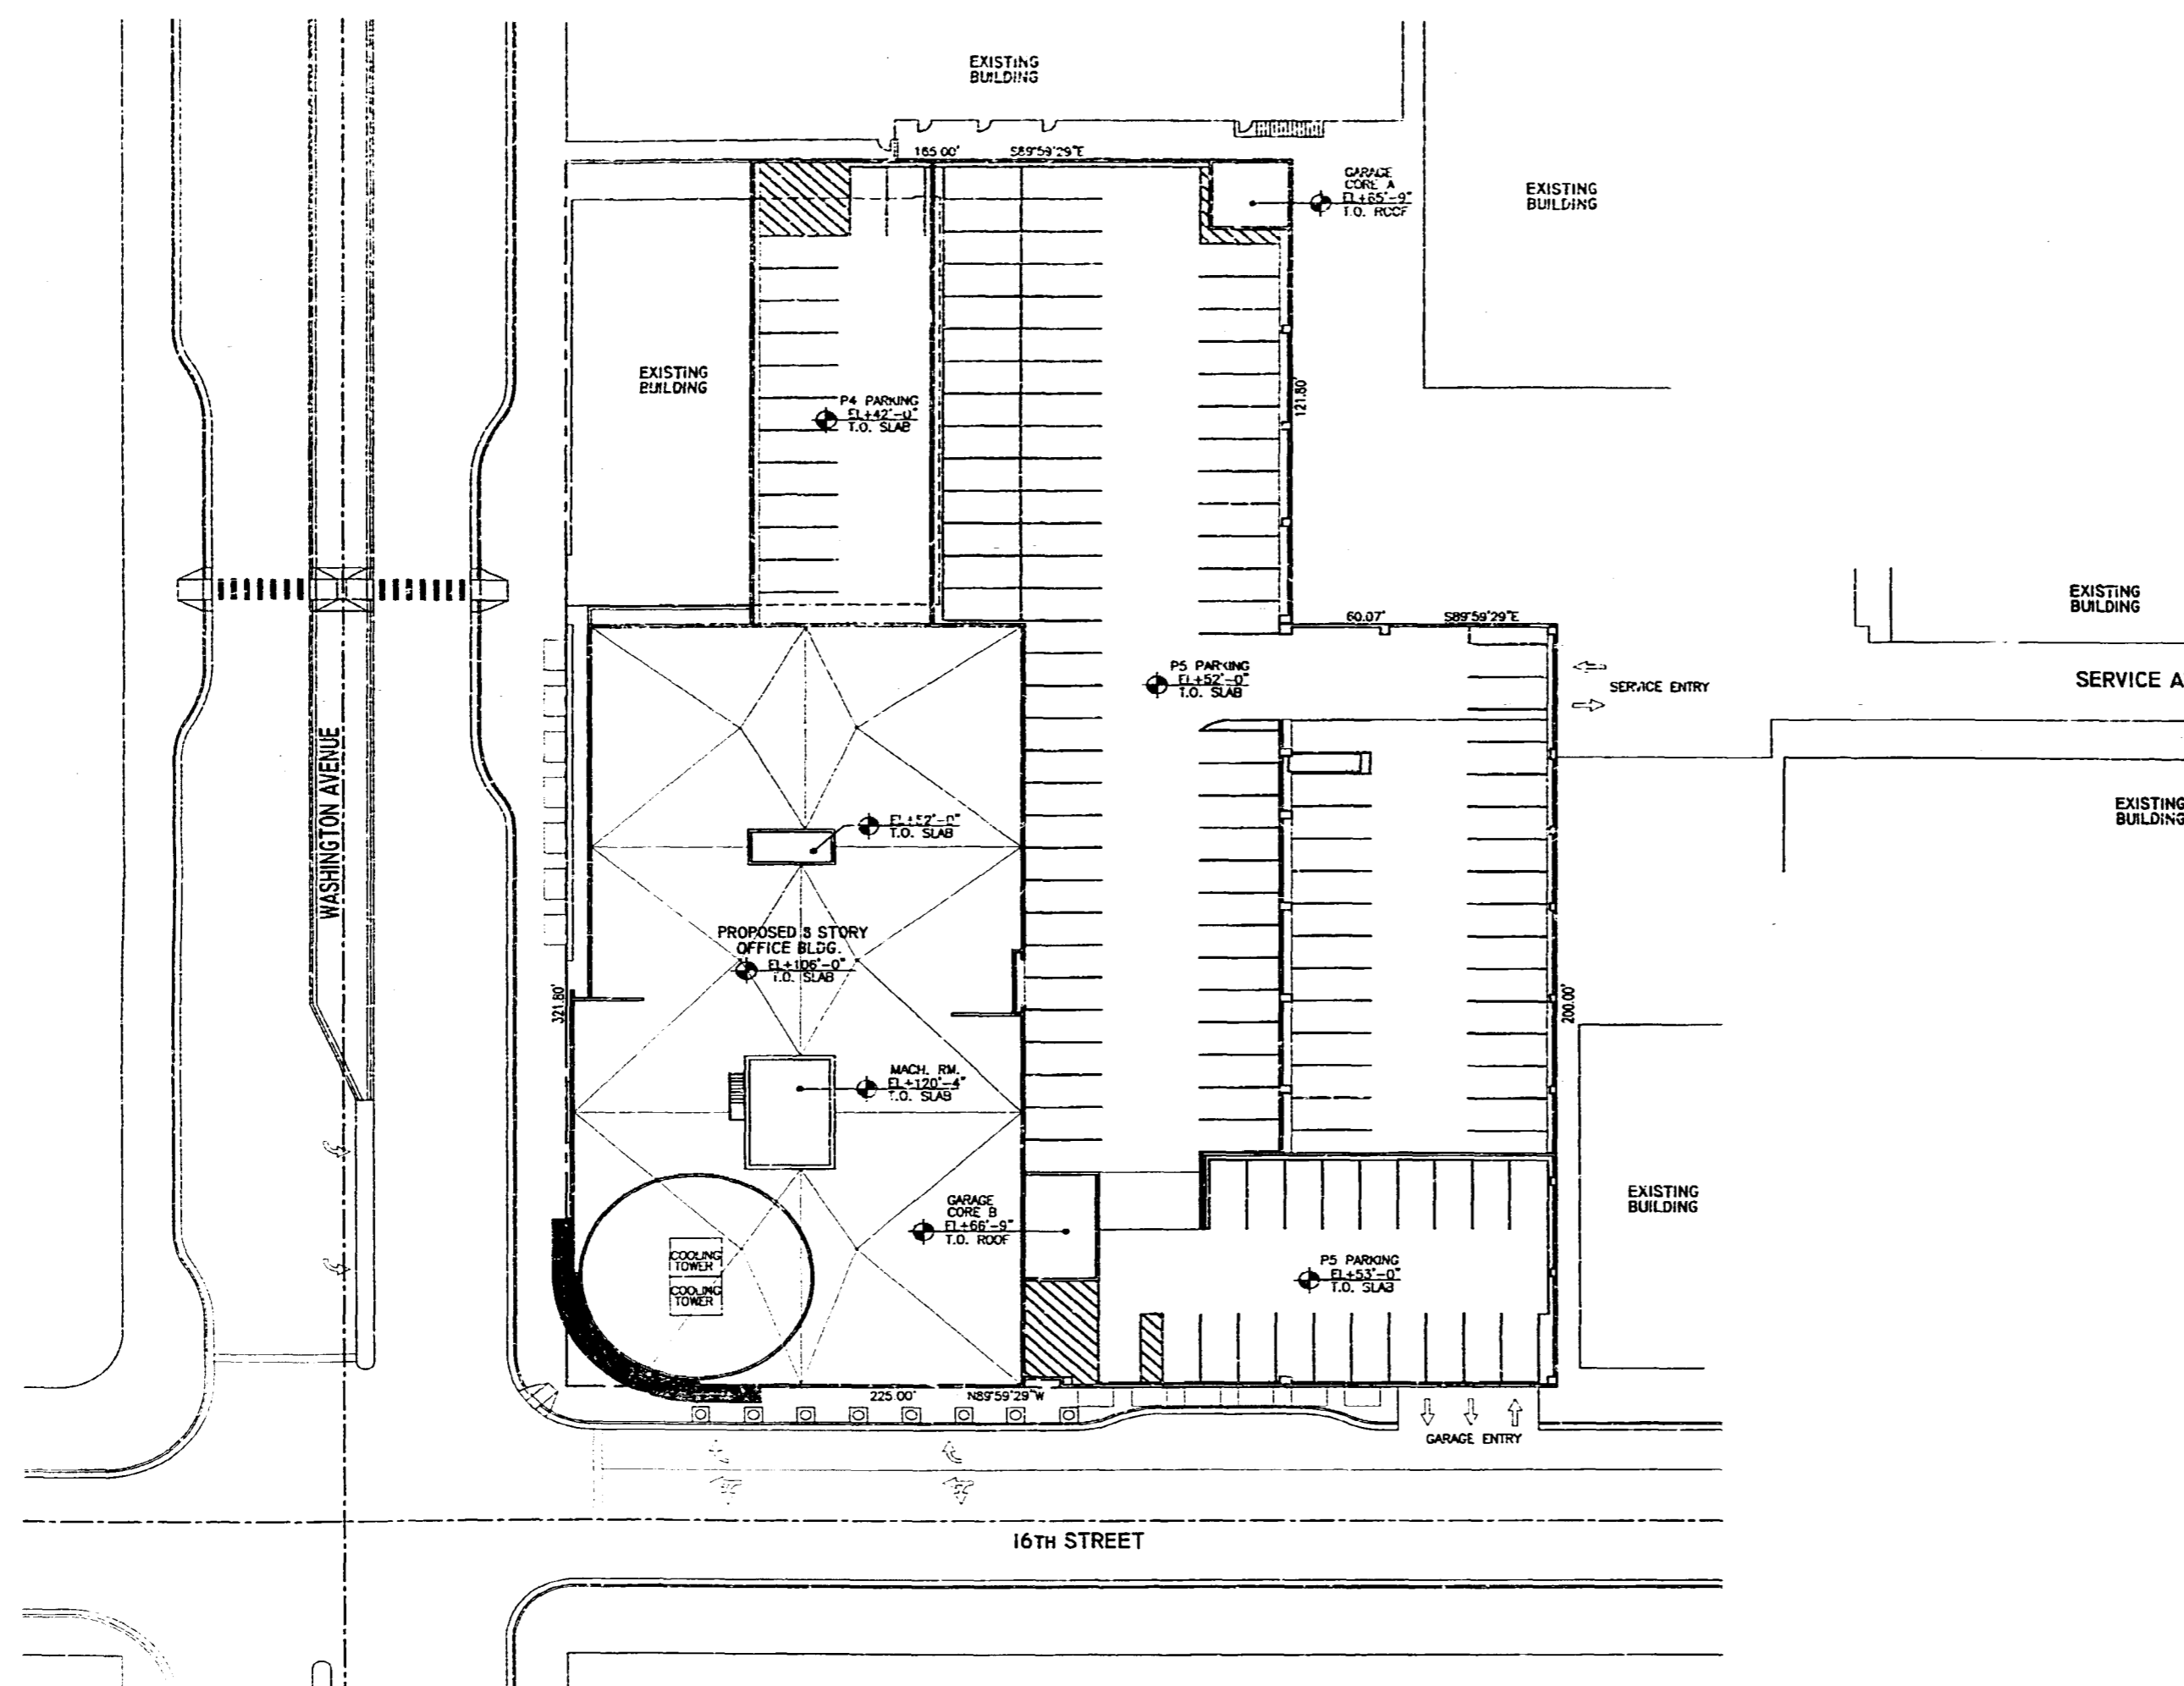 EXISTING
BUILDING
165.00'
S89°59'29"E
GARAGE
CORE A
EL+65'-9"
T.O. ROOF
EXISTING
BUILDING
EXISTING
BUILDING
P4 PARKING
EL+42'-0"
T.O. SLAB
121.80'
60.07'
S89°59'29"E
EXISTING
BUILDING
P5 PARKING
EL+52'-0"
T.O. SLAB
SERVICE ENTRY
SERVICE A
WASHINGTON AVENUE
EL+52'-0"
T.O. SLAB
EXISTING
BUILDING
PROPOSED 8 STORY
OFFICE BLDG.
EL+106'-0"
T.O. SLAB
321.80'
200.00'
MACH. RM.
EL+120'-4"
T.O. SLAB
GARAGE
CORE B
EL+66'-9"
T.O. ROOF
EXISTING
BUILDING
COOLING
TOWER
COOLING
TOWER
P5 PARKING
EL+53'-0"
T.O. SLAB
225.00'
N89°59'29"W
GARAGE ENTRY
16TH STREET